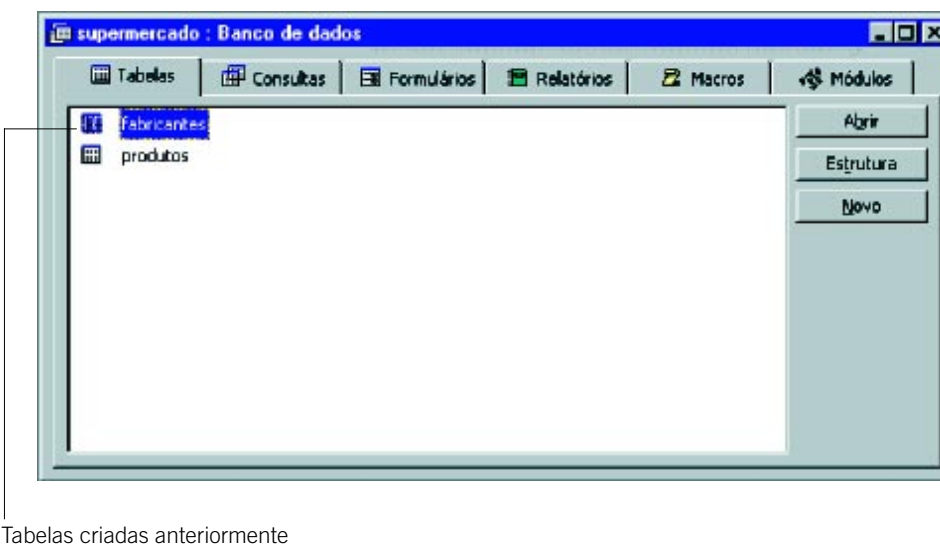 supermercado : Banco de dados
Tabelas Consultas Formulários Relatórios Macros Módulos
fabricantes Abrir
produtos Estrutura
Novo
Tabelas criadas anteriormente